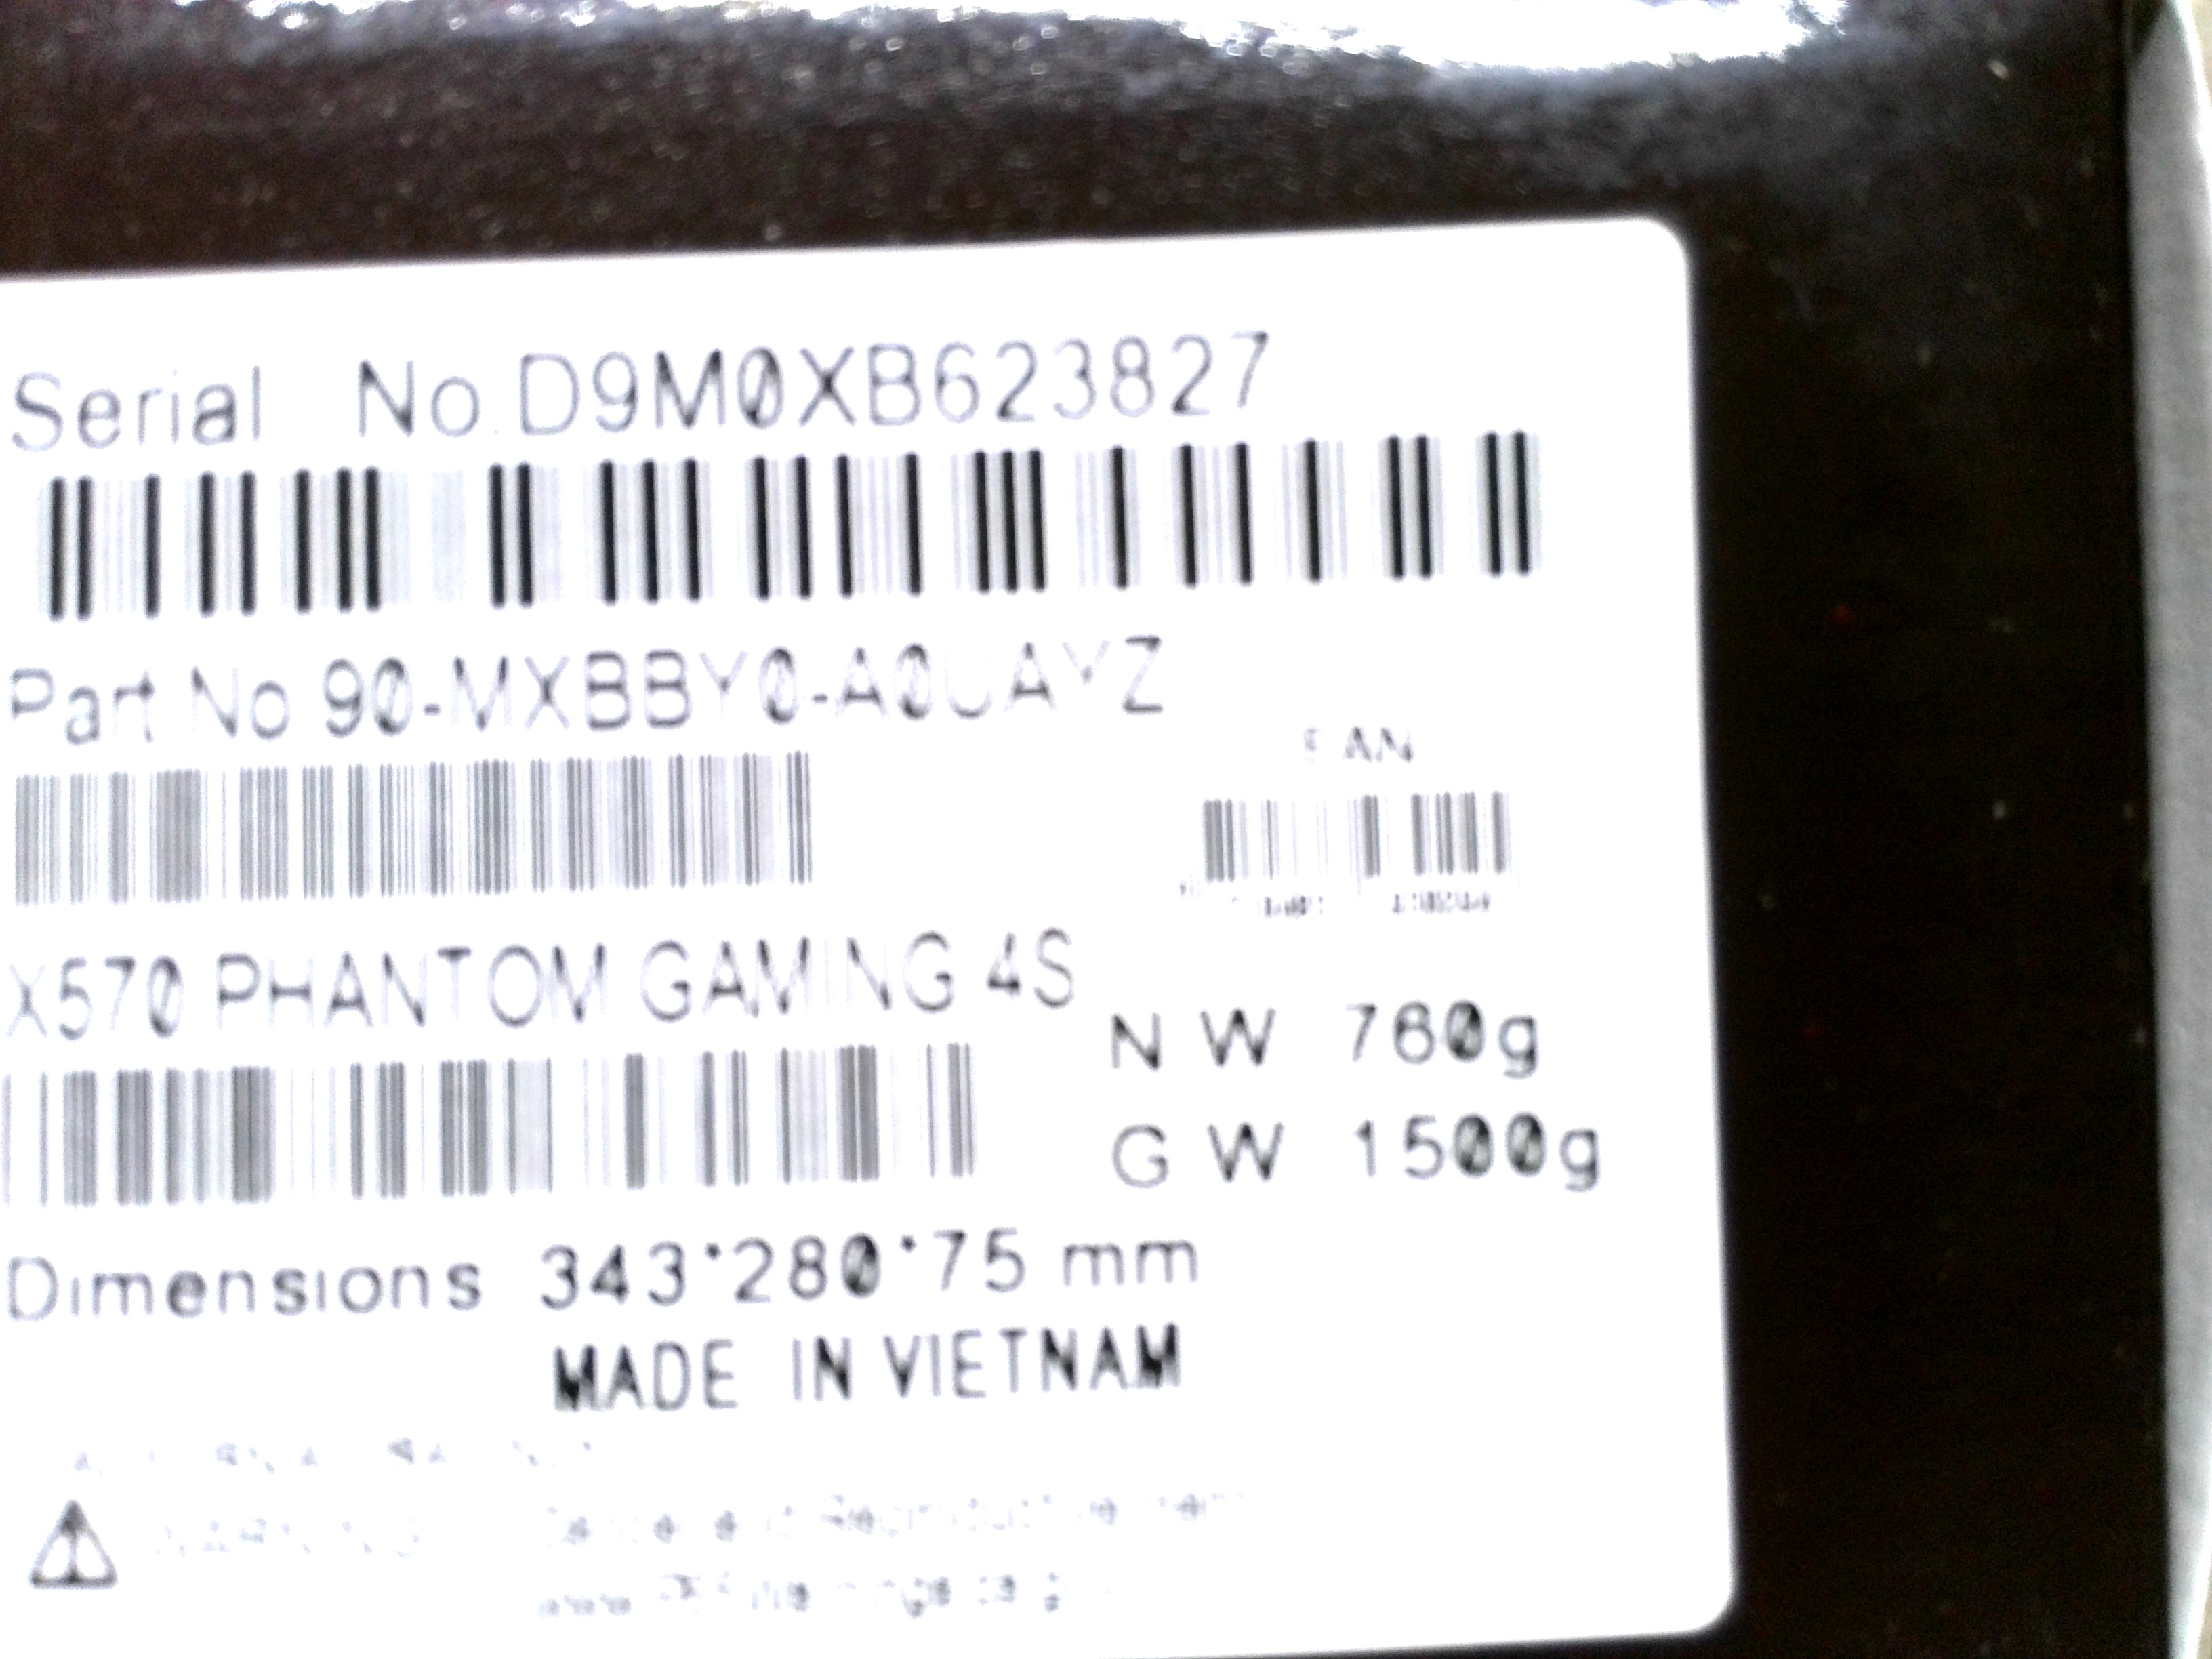 Serial No.D9M0XB623827
Part No 90-MXBBY0-A0UAYZ
EAN
X570 PHANTOM GAMING 4S
N W 760g
G W 1500g
Dimensions 343*280*75 mm
MADE IN VIETNAM